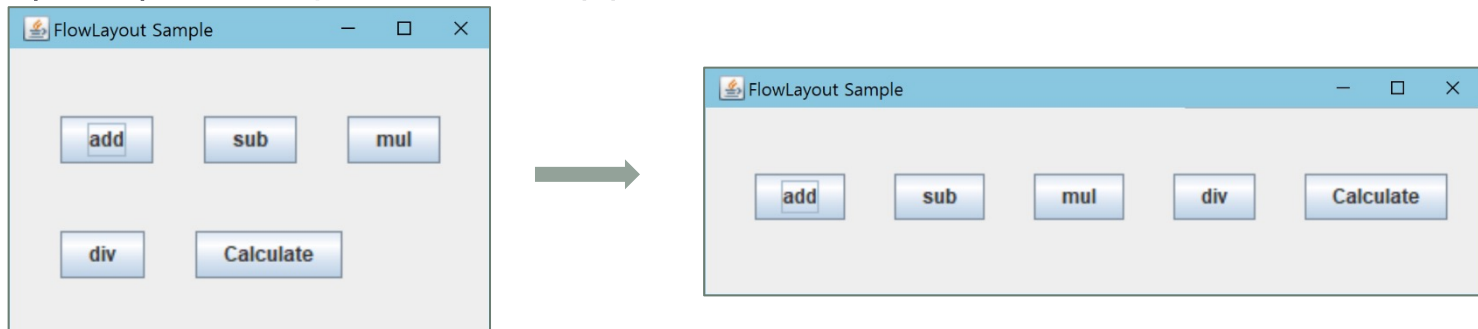 FlowLayout Sample
add sub mul
div Calculate
FlowLayout Sample
add sub mul div Calculate